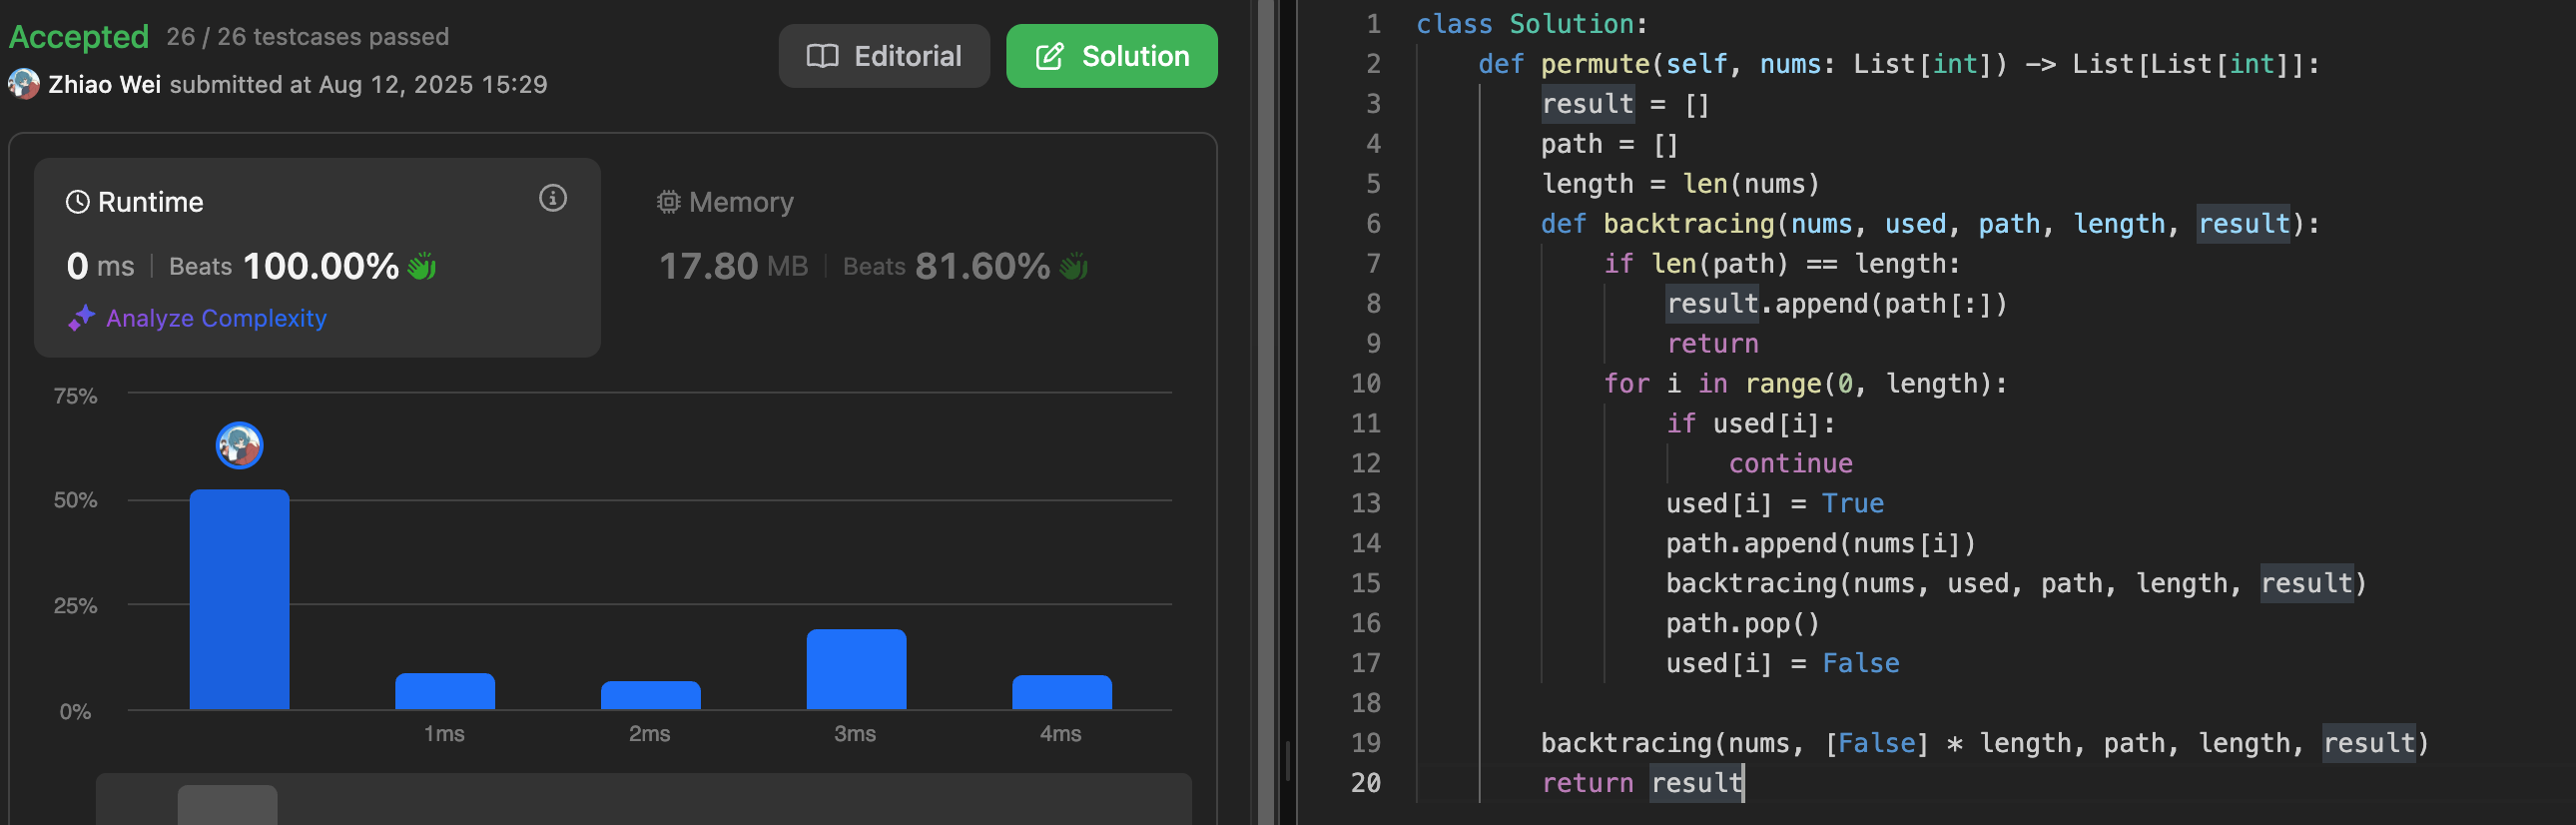 Accepted 26 / 26 testcases passed
Zhiao Wei submitted at Aug 12, 2025 15:29
Editorial
Solution
Runtime
0 ms | Beats 100.00%
Analyze Complexity
Memory
17.80 MB | Beats 81.60%
75%
50%
25%
0%
1ms 2ms 3ms 4ms
1 class Solution:
2     def permute(self, nums: List[int]) -> List[List[int]]:
3         result = []
4         path = []
5         length = len(nums)
6         def backtracing(nums, used, path, length, result):
7             if len(path) == length:
8                 result.append(path[:])
9                 return
10             for i in range(0, length):
11                 if used[i]:
12                     continue
13                 used[i] = True
14                 path.append(nums[i])
15                 backtracing(nums, used, path, length, result)
16                 path.pop()
17                 used[i] = False
18
19         backtracing(nums, [False] * length, path, length, result)
20         return result